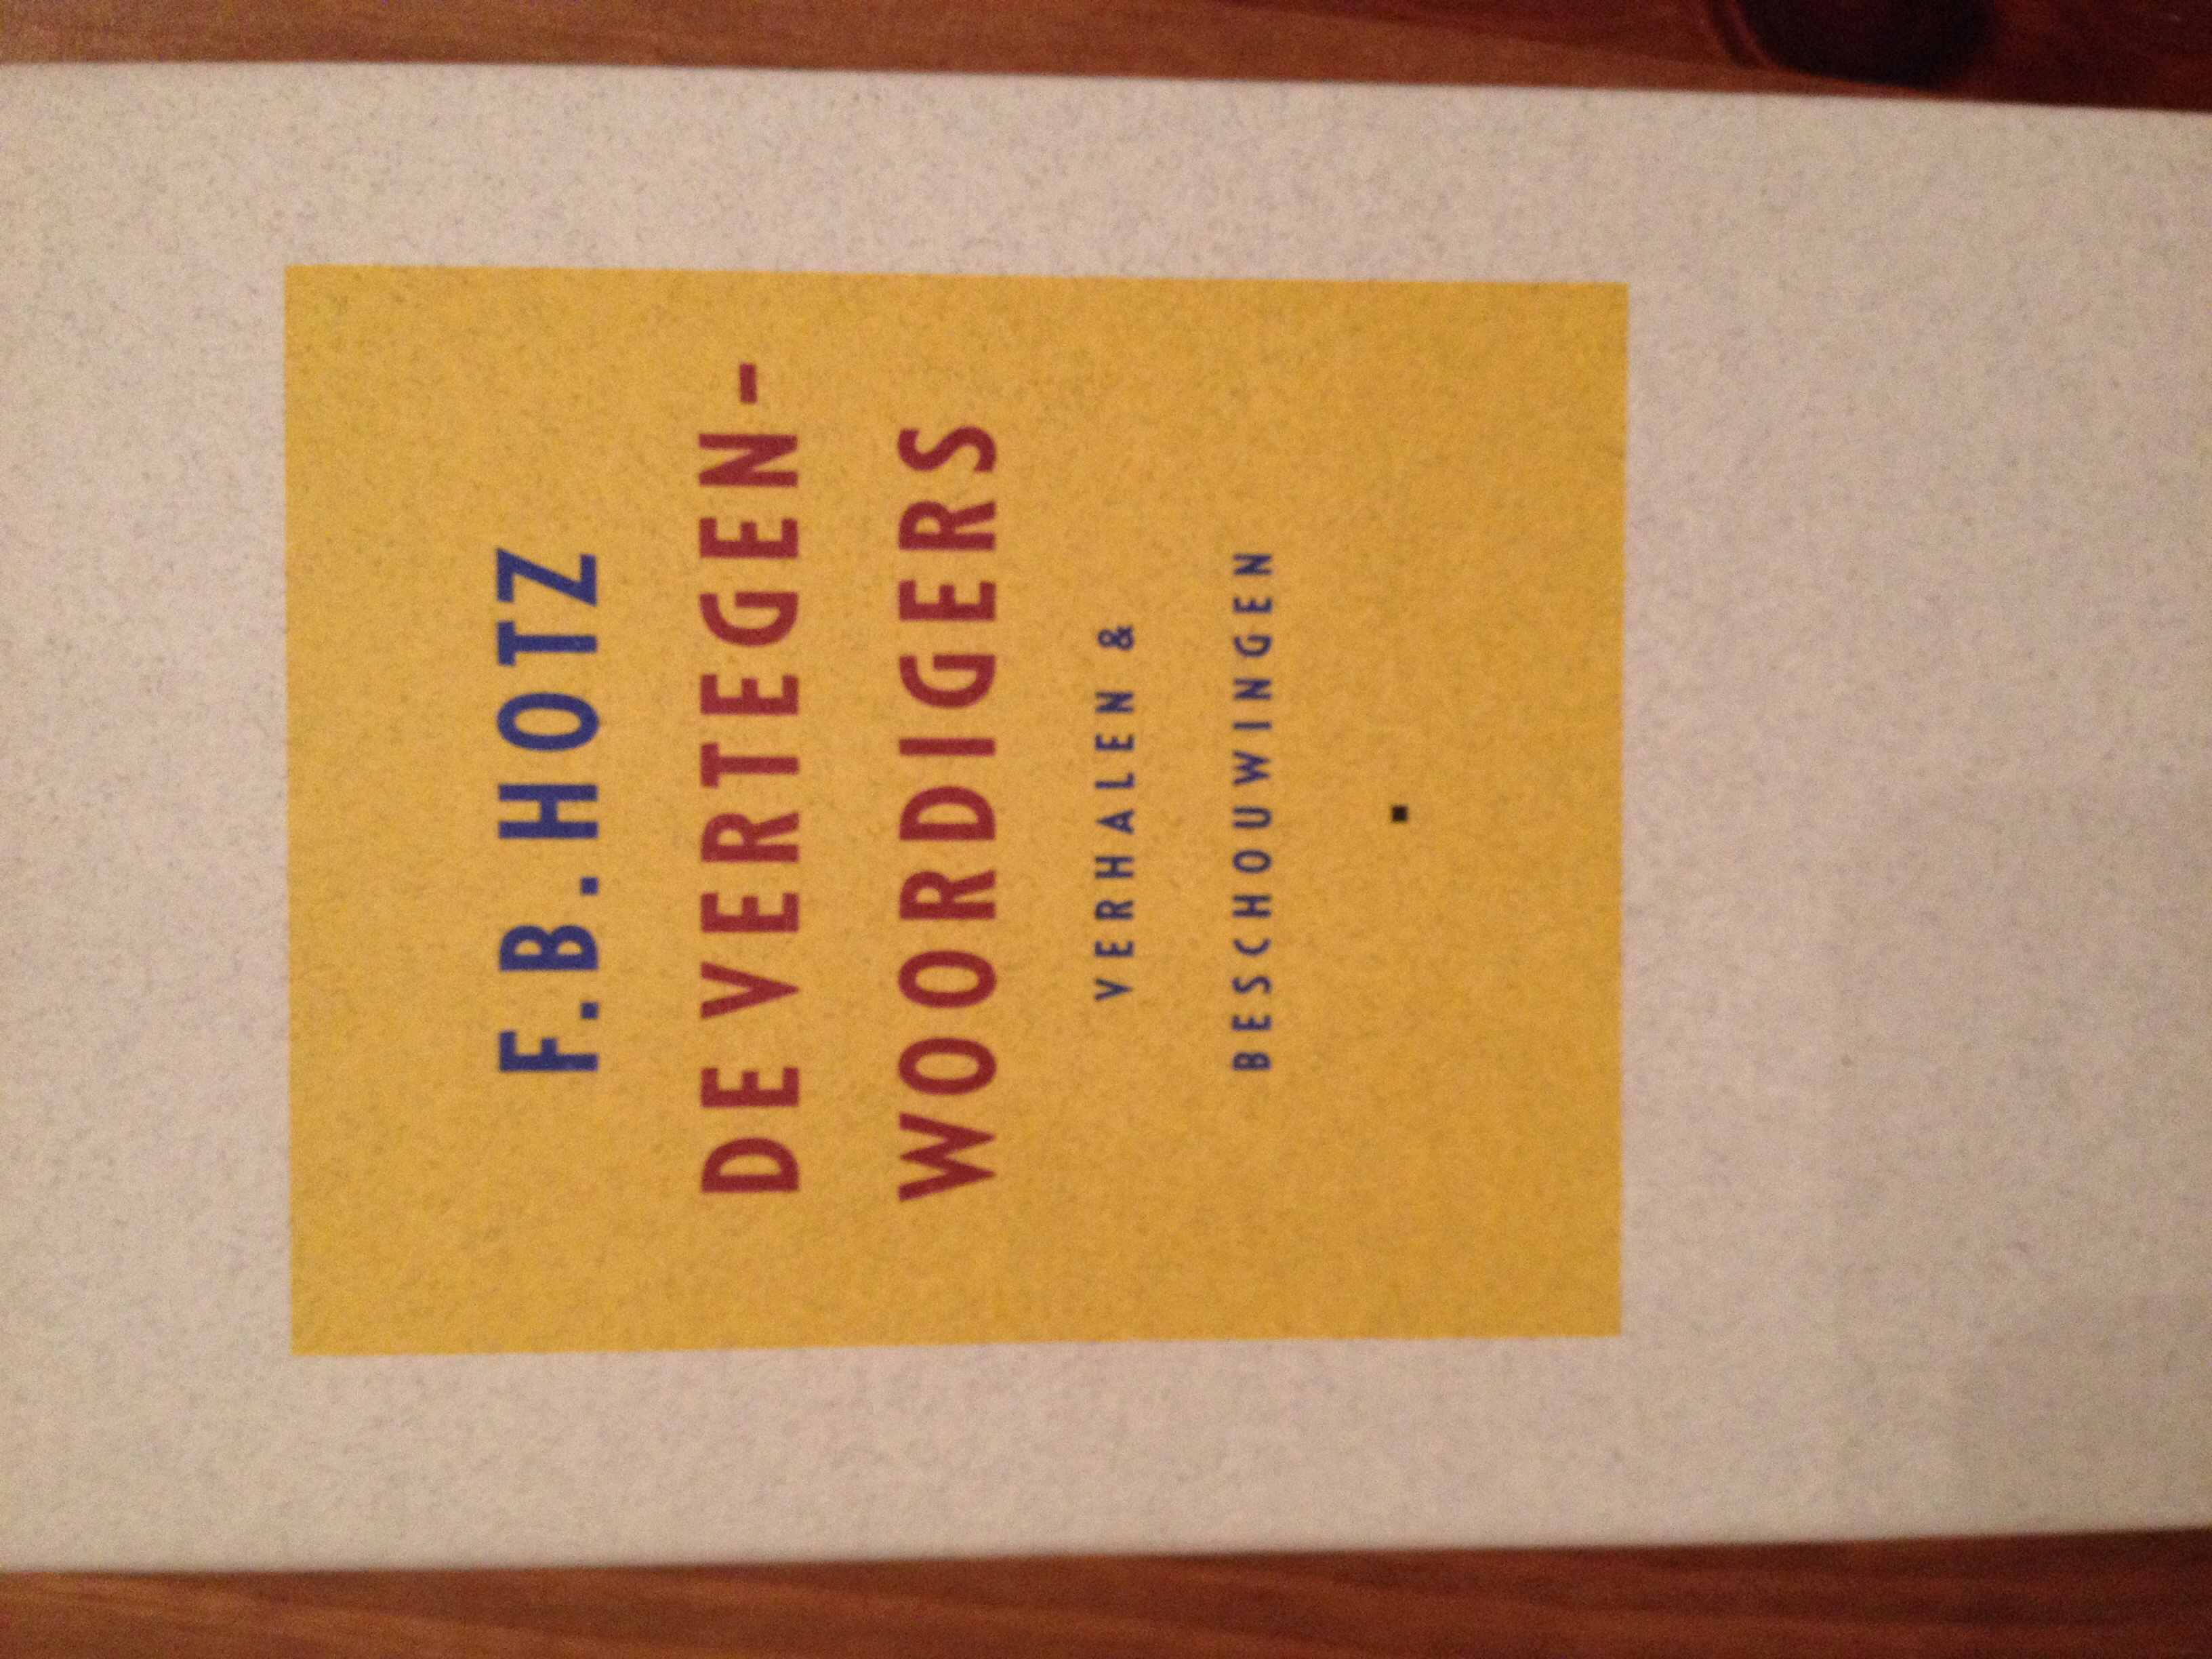 F.B. HOTZ
DE VERTEGEN-
WOORDIGERS
VERHALEN &
BESCHOUWINGEN